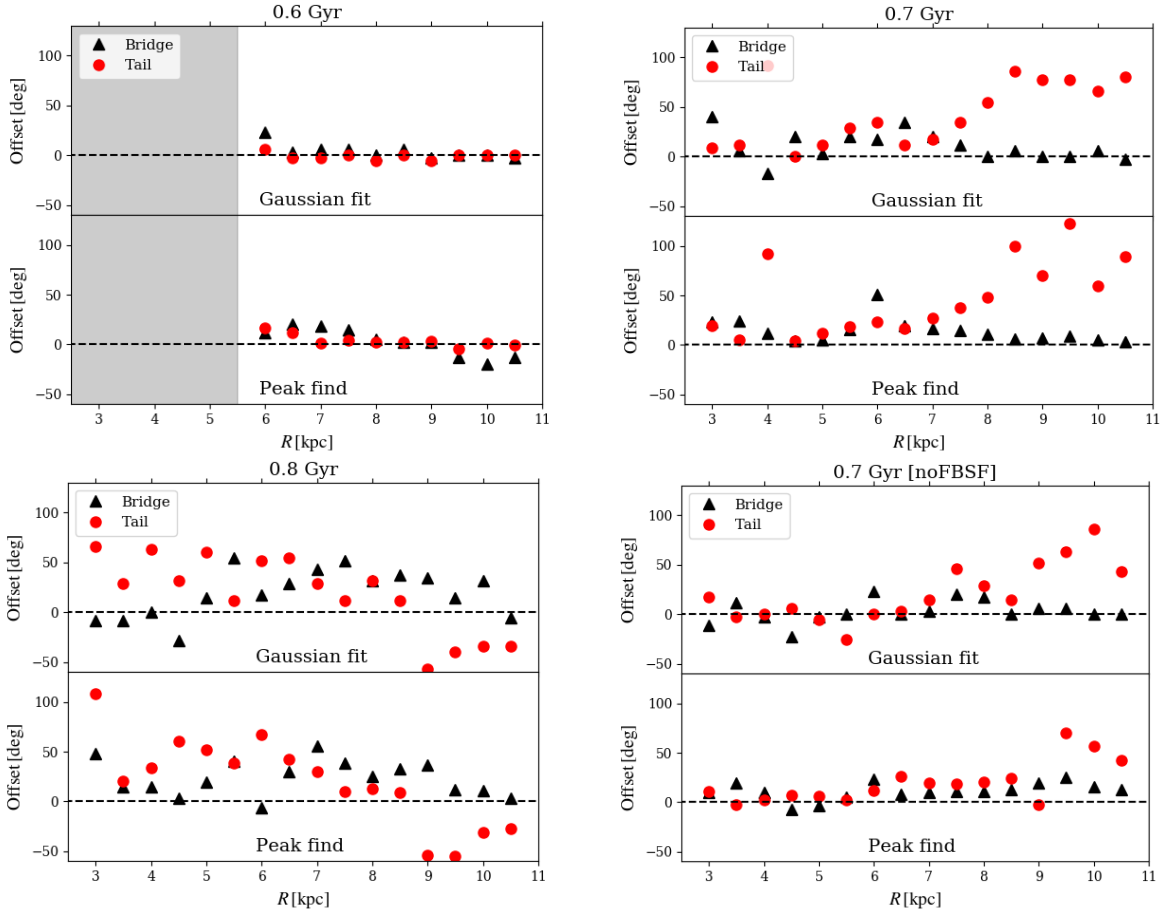 0.6 Gyr
100
50
0
−50
Offset [deg]
Bridge
Tail
Gaussian fit
100
50
0
−50
Offset [deg]
Peak find
3 4 5 6 7 8 9 10 11
R [kpc]
0.7 Gyr
100
50
0
−50
Offset [deg]
Bridge
Tail
Gaussian fit
100
50
0
−50
Offset [deg]
Peak find
3 4 5 6 7 8 9 10 11
R [kpc]
0.8 Gyr
100
50
0
−50
Offset [deg]
Bridge
Tail
Gaussian fit
100
50
0
−50
Offset [deg]
Peak find
3 4 5 6 7 8 9 10 11
R [kpc]
0.7 Gyr [noFBSF]
100
50
0
−50
Offset [deg]
Bridge
Tail
Gaussian fit
100
50
0
−50
Offset [deg]
Peak find
3 4 5 6 7 8 9 10 11
R [kpc]